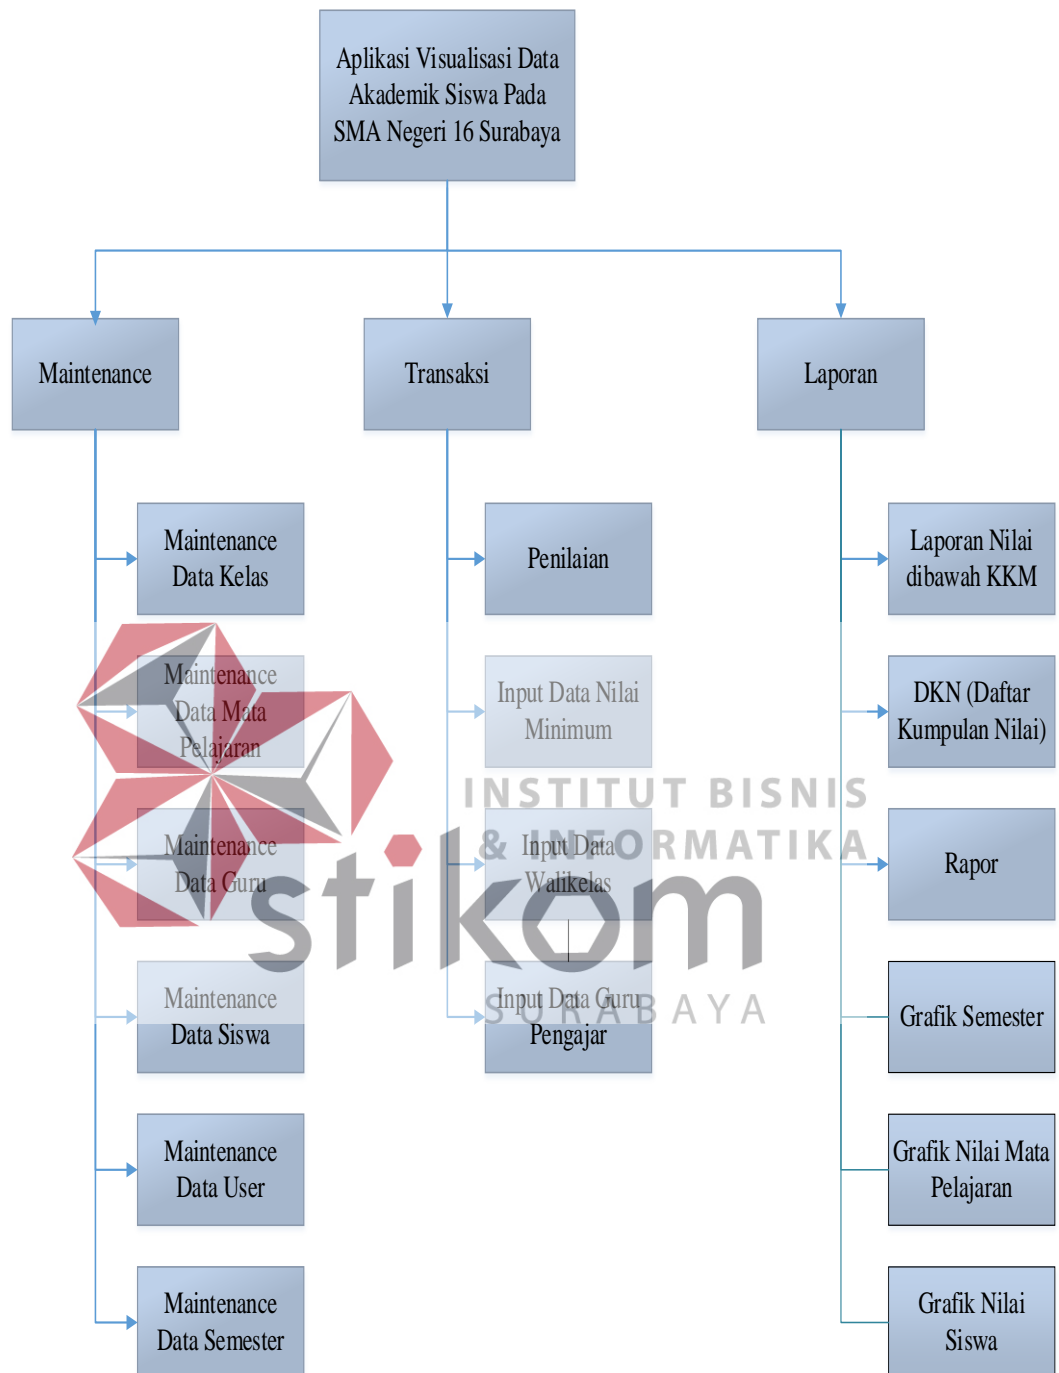 Aplikasi Visualisasi Data
Akademik Siswa Pada
SMA Negeri 16 Surabaya
Maintenance
Transaksi
Laporan
Maintenance
Data Kelas
Penilaian
Laporan Nilai
dibawah KKM
Maintenance
Data Mata
Pelajaran
Input Data Nilai
Minimum
DKN (Daftar
Kumpulan Nilai)
Maintenance
Data Guru
Input Data
Walikelas
Rapor
Maintenance
Data Siswa
Input Data Guru
Pengajar
Grafik Semester
Maintenance
Data User
Grafik Nilai Mata
Pelajaran
Maintenance
Data Semester
Grafik Nilai
Siswa
INSTITUT BISNIS
& INFORMATIKA
stikom
SURABAYA